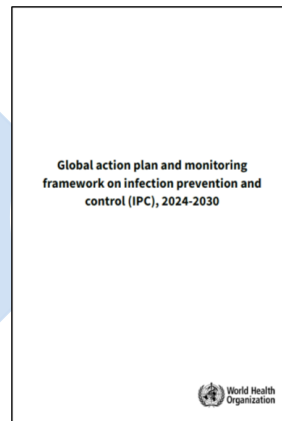 Global action plan and monitoring
framework on infection prevention and
control (IPC), 2024-2030
World Health
Organization